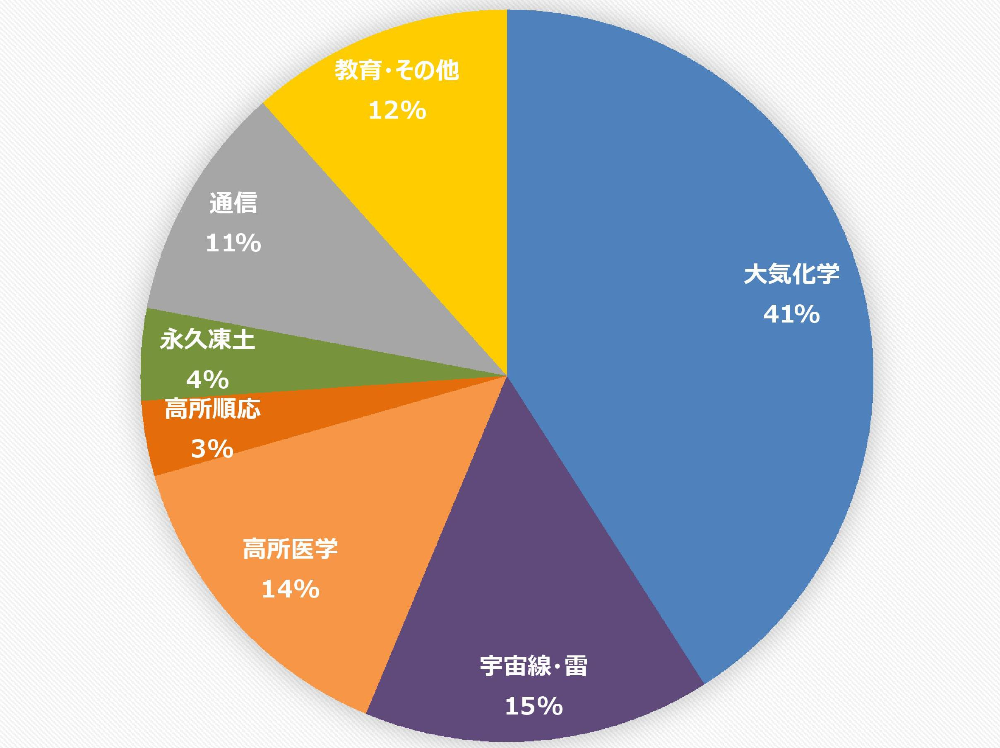 教育・その他
12%
通信
11%
大気化学
41%
永久凍土
4%
高所順応
3%
高所医学
14%
宇宙線・雷
15%